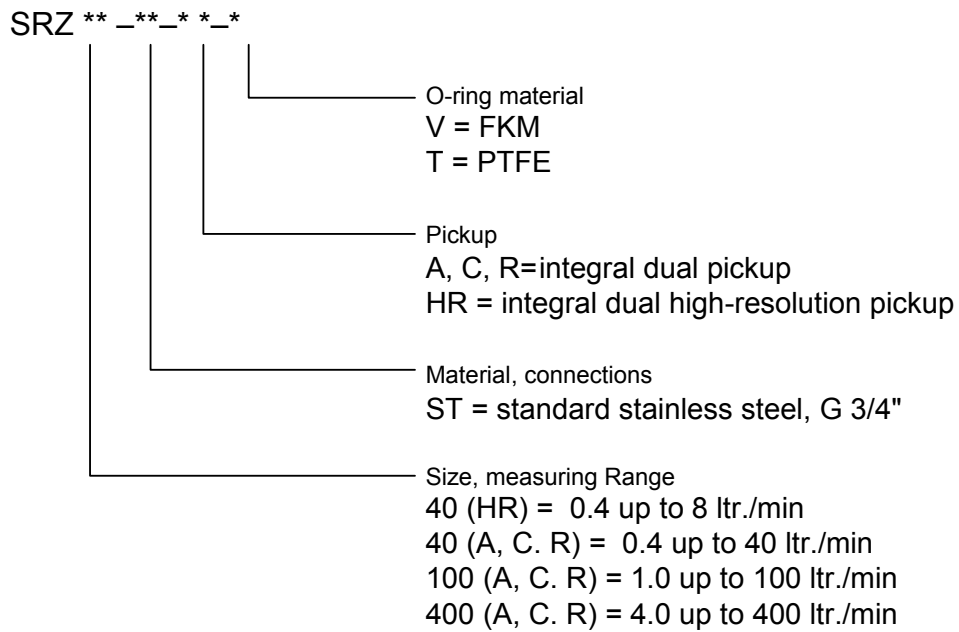 SRZ ** –**–* *–*
O-ring material
V = FKM
T = PTFE
Pickup
A, C, R=integral dual pickup
HR = integral dual high-resolution pickup
Material, connections
ST = standard stainless steel, G 3/4"
Size, measuring Range
40 (HR) = 0.4 up to 8 ltr./min
40 (A, C. R) = 0.4 up to 40 ltr./min
100 (A, C. R) = 1.0 up to 100 ltr./min
400 (A, C. R) = 4.0 up to 400 ltr./min